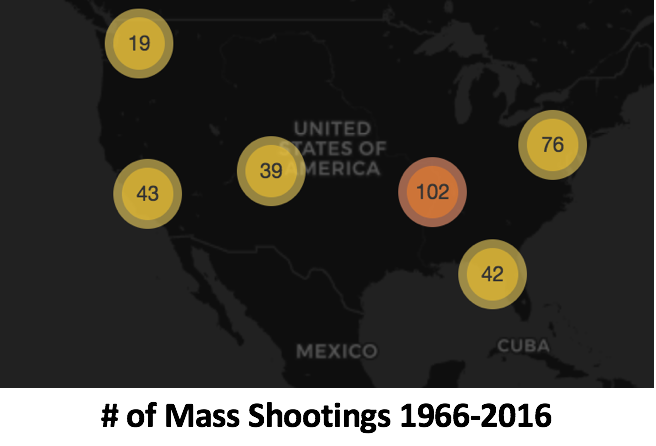 19
UNITED
STATES OF
AMERICA
76
39
43
102
42
MEXICO
CUBA
# of Mass Shootings 1966-2016